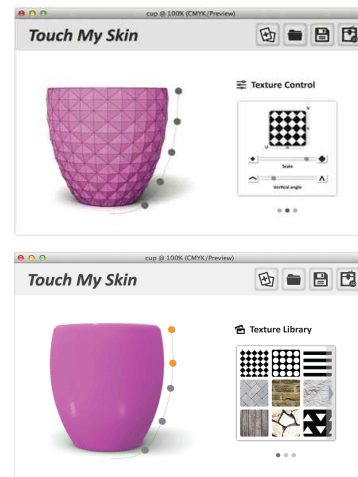 cup @ 100% (CMYK/Preview)
Touch My Skin
Texture Control
Scale
Vertical angle
cup @ 100% (CMYK/Preview)
Touch My Skin
Texture Library